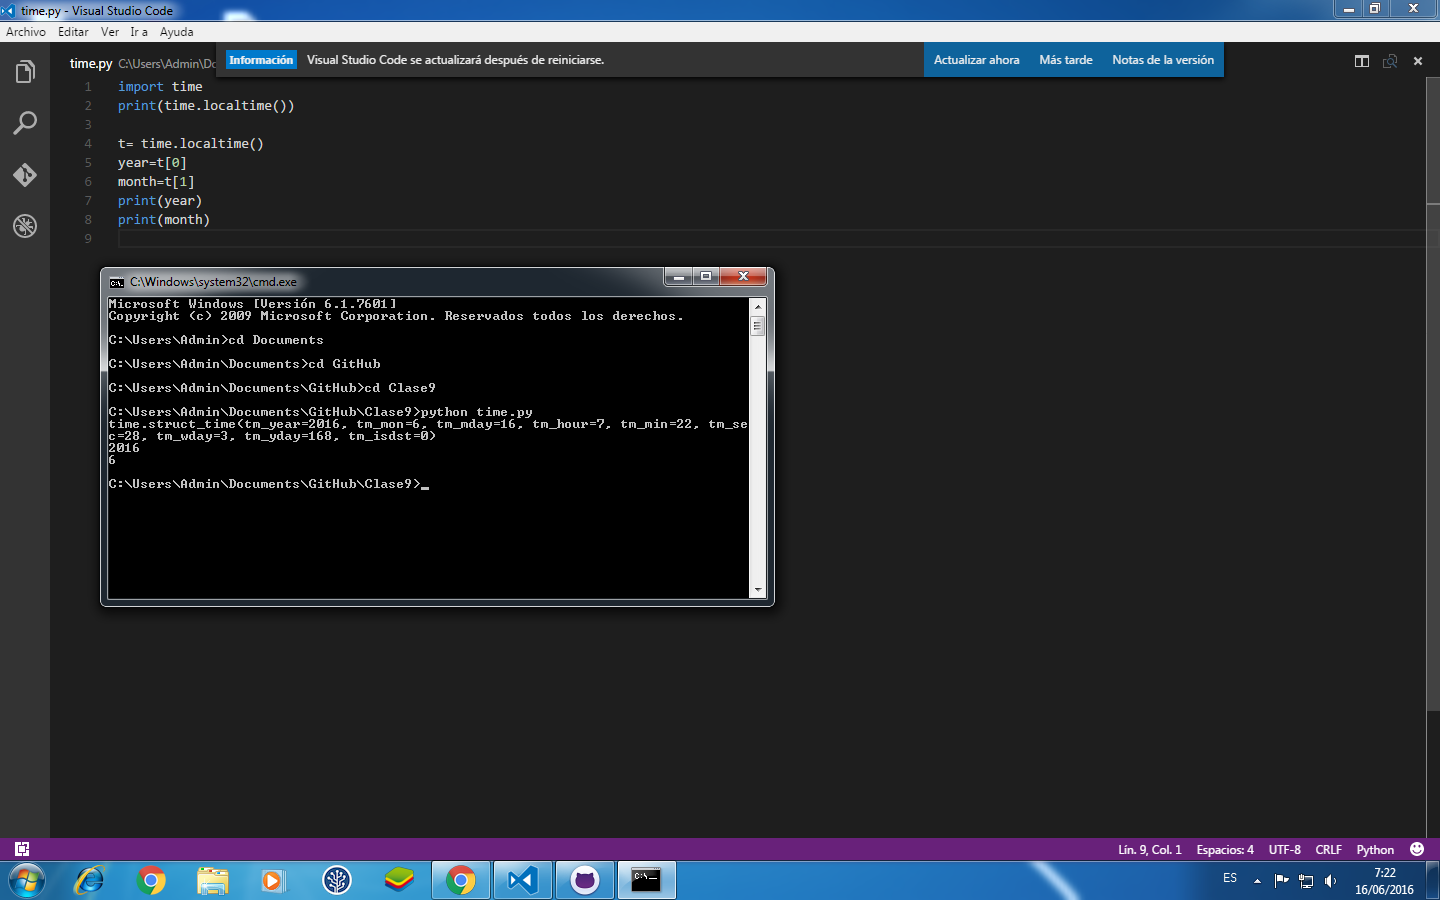 time.py - Visual Studio Code
Archivo Editar Ver Ir a Ayuda
time.py C:\Users\Admin\Do
Información Visual Studio Code se actualizará después de reiniciarse. Actualizar ahora Más tarde Notas de la versión
1 import time
2 print(time.localtime())
3
4 t= time.localtime()
5 year=t[0]
6 month=t[1]
7 print(year)
8 print(month)
9
C:\Windows\system32\cmd.exe
Microsoft Windows [Versión 6.1.7601]
Copyright (c) 2009 Microsoft Corporation. Reservados todos los derechos.
C:\Users\Admin>cd Documents
C:\Users\Admin\Documents>cd GitHub
C:\Users\Admin\Documents\GitHub>cd Clase9
C:\Users\Admin\Documents\GitHub\Clase9>python time.py
time.struct_time(tm_year=2016, tm_mon=6, tm_mday=16, tm_hour=7, tm_min=22, tm_se
c=28, tm_wday=3, tm_yday=168, tm_isdst=0)
2016
6
C:\Users\Admin\Documents\GitHub\Clase9>_
Lín. 9, Col. 1 Espacios: 4 UTF-8 CRLF Python
ES 7:22
16/06/2016